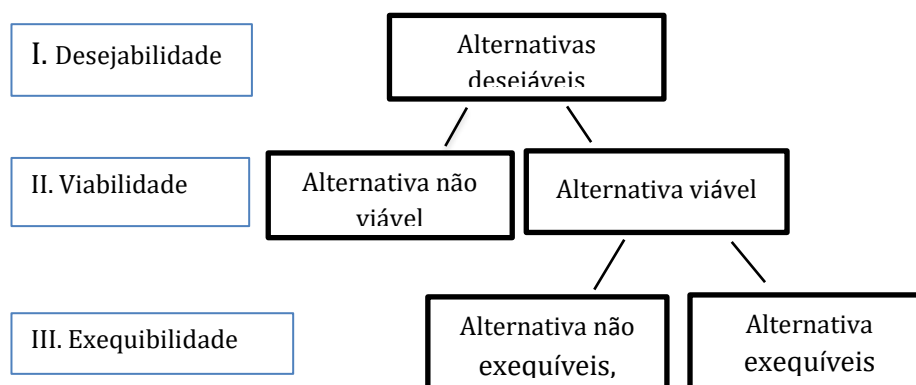 I. Desejabilidade
Alternativas
desejáveis
II. Viabilidade
Alternativa não
viável
Alternativa viável
III. Exequibilidade
Alternativa não
exequíveis,
Alternativa
exequíveis